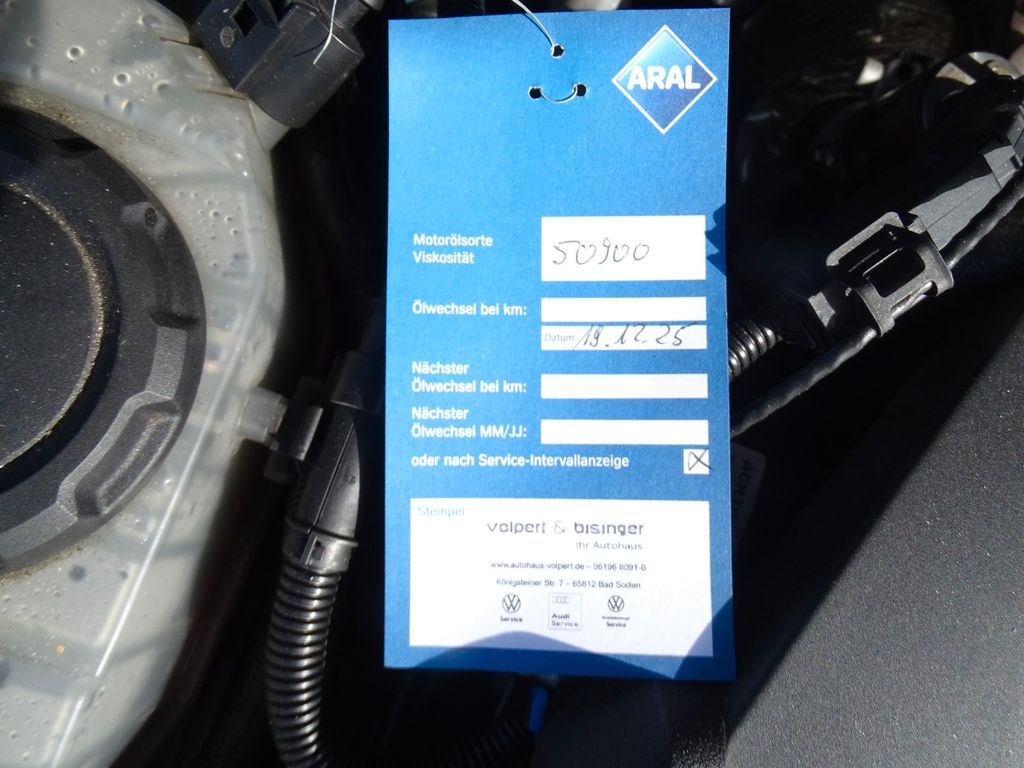 ARAL
Motorölsorte
Viskosität
50900
Ölwechsel bei km:
Datum 19.12.25
Nächster
Ölwechsel bei km:
Nächster
Ölwechsel MM/JJ:
oder nach Service-Intervallanzeige
Stempel
volpert & bisinger
Ihr Autohaus.
www.autohaus-volpert.de – 06196 6091-0
Königsteiner Str. 7 – 65812 Bad Soden
Service
Audi
Service
Service